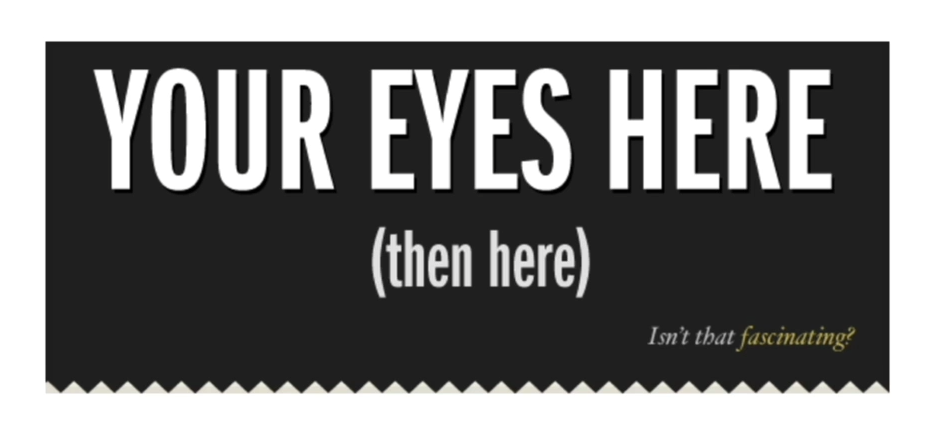 YOUR EYES HERE
(then here)
Isn't that fascinating?